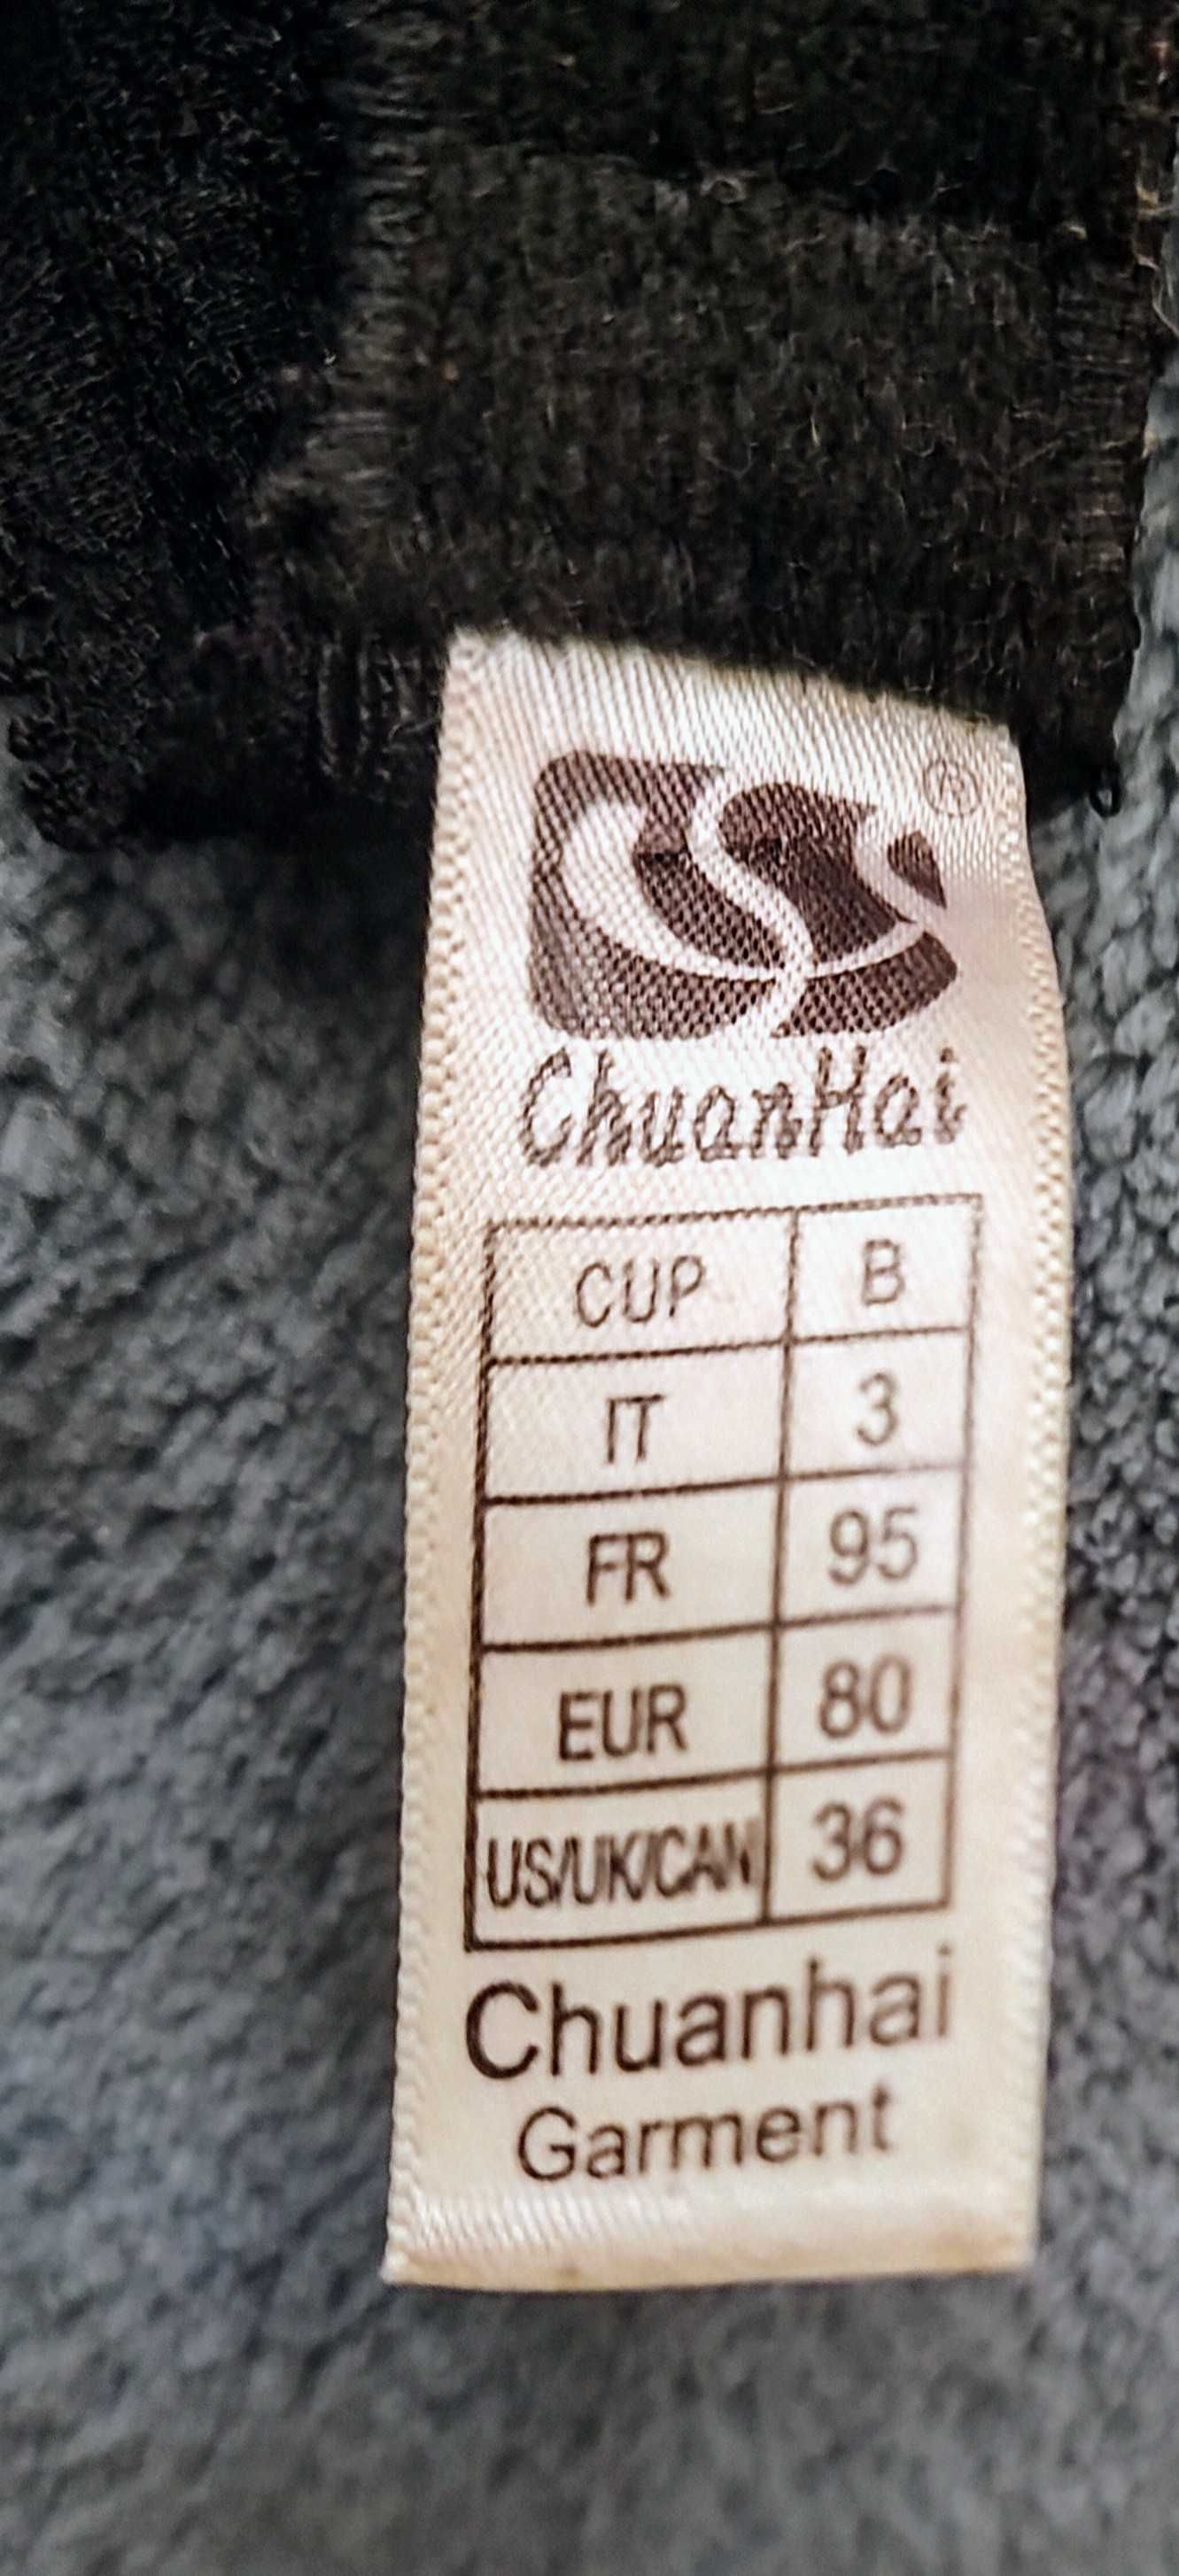 ®
ChuanHai
CUP B
IT 3
FR 95
EUR 80
US/UK/CAN 36
Chuanhai
Garment